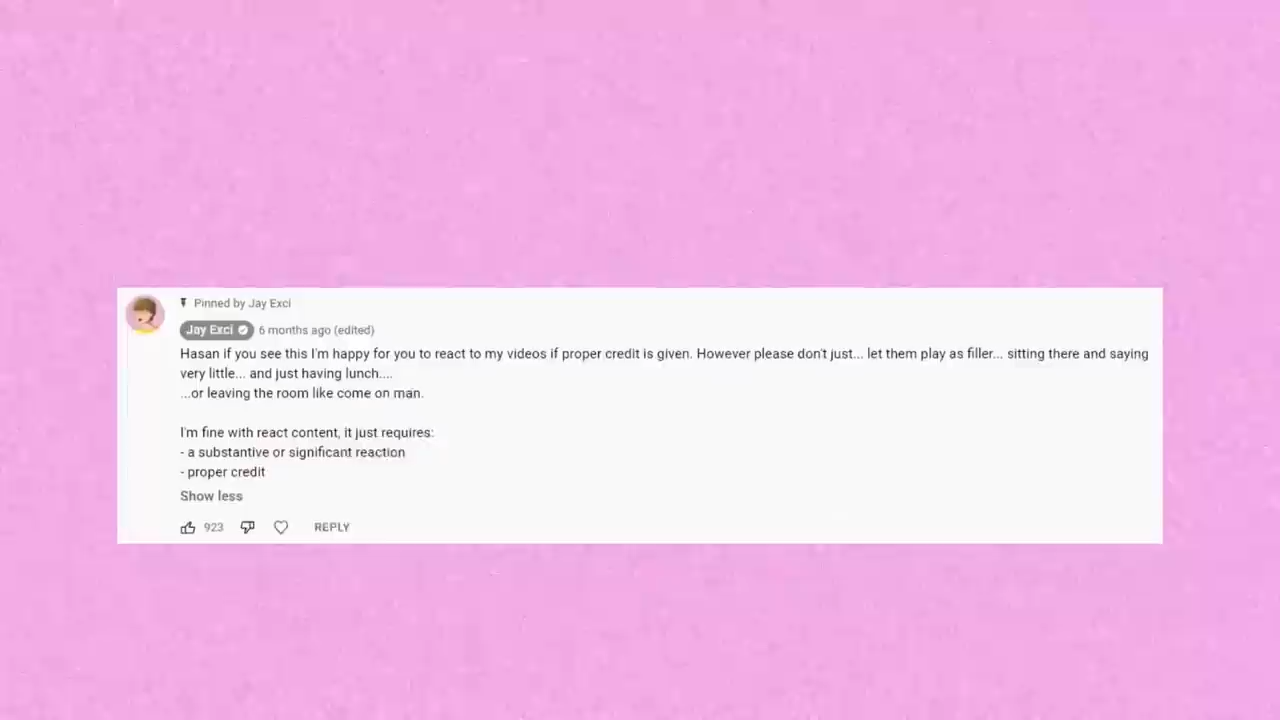 Pinned by Jay Exci
Jay Exci 6 months ago (edited)
Hasan if you see this I'm happy for you to react to my videos if proper credit is given. However please don't just... let them play as filler... sitting there and saying
very little... and just having lunch....
...or leaving the room like come on man.
I'm fine with react content, it just requires:
- a substantive or significant reaction
- proper credit
Show less
923 REPLY